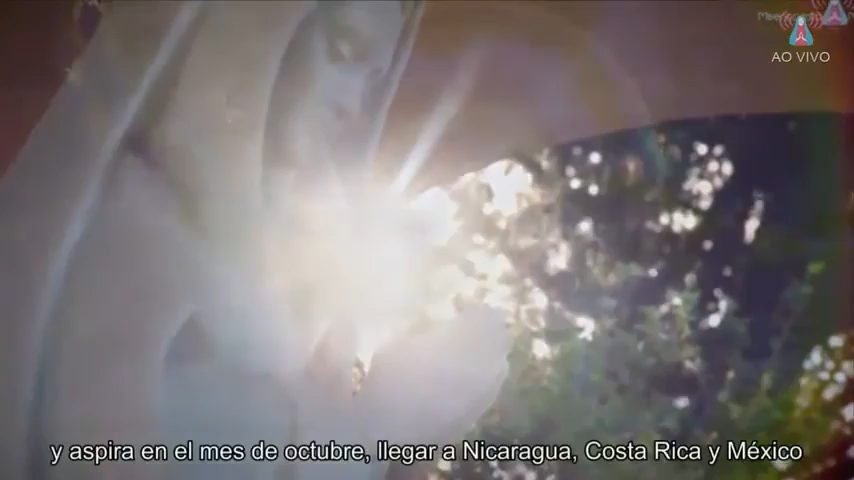 AO VIVO
y aspira en el mes de octubre, llegar a Nicaragua, Costa Rica y México